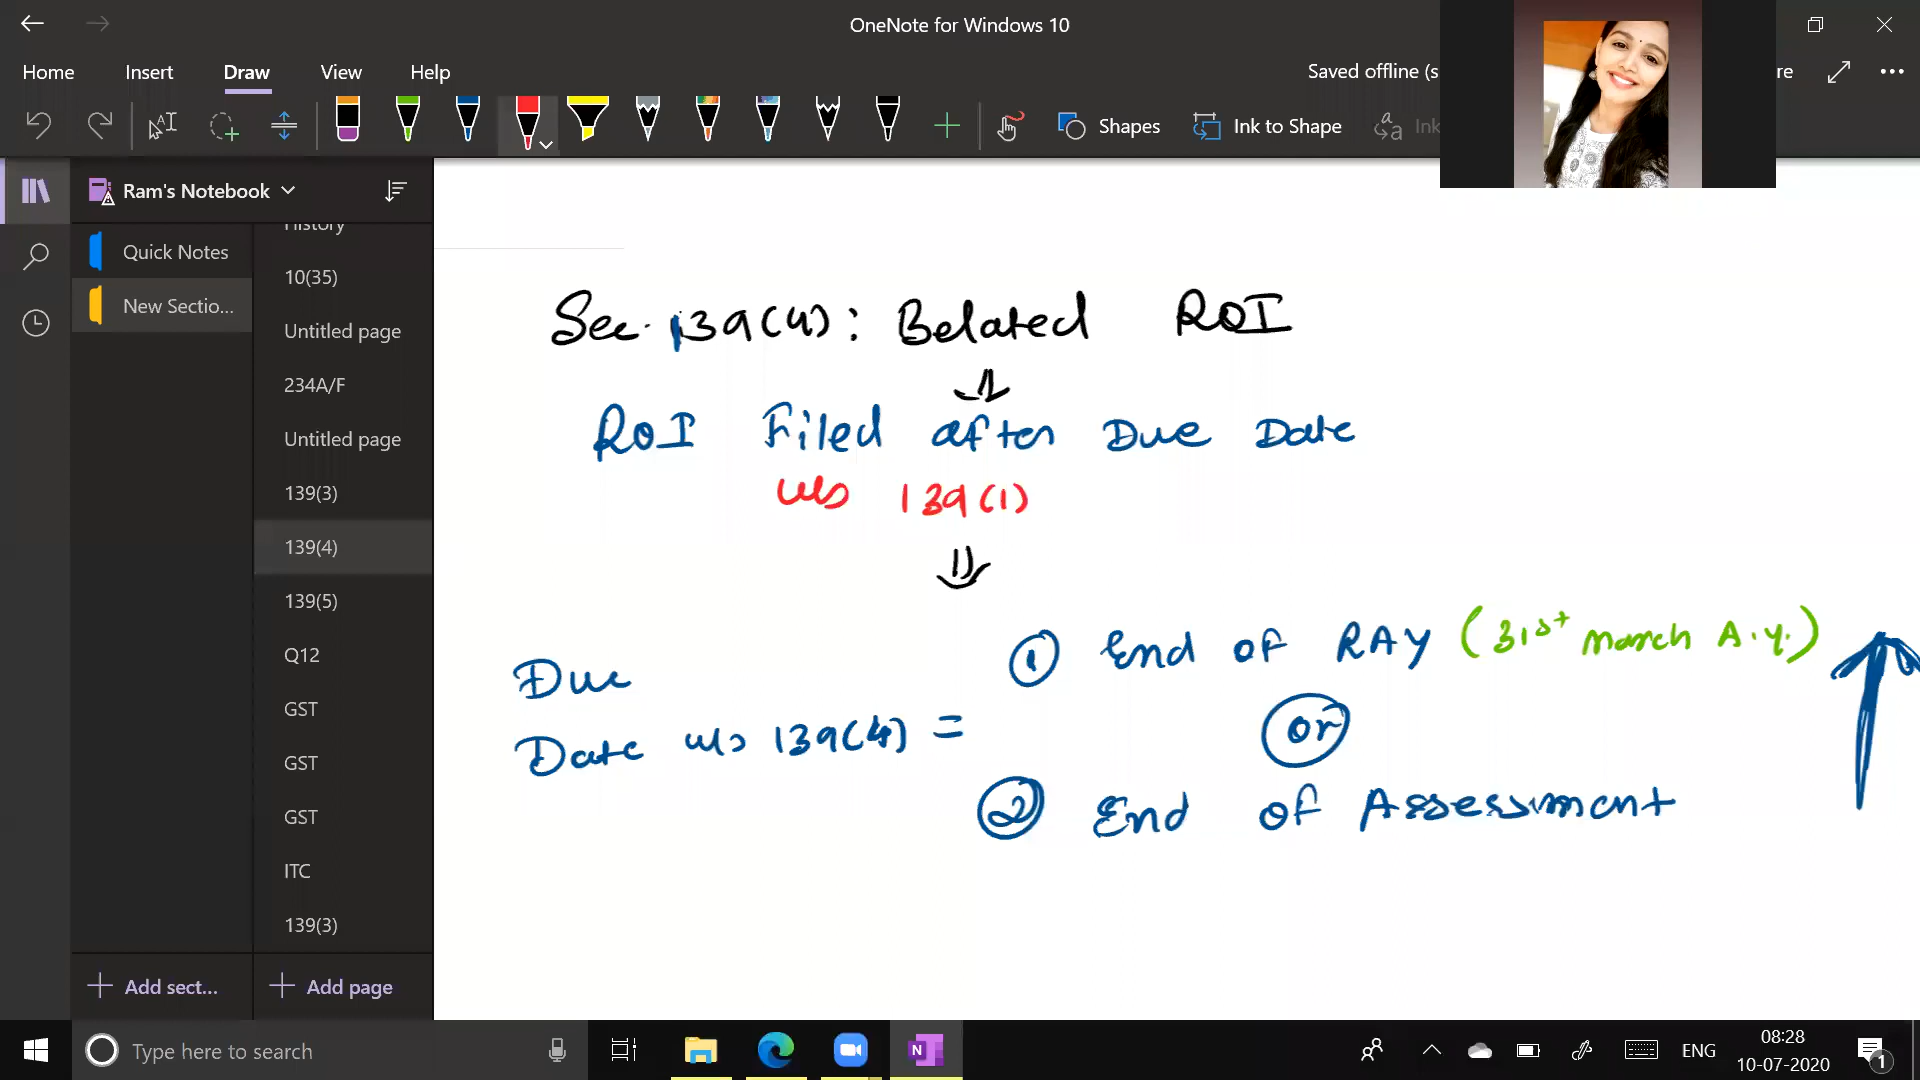 OneNote for Windows 10
Home Insert Draw View Help
Saved offline (s
re
Shapes Ink to Shape Ink
Ram's Notebook
Quick Notes
New Sectio...
History
10(35)
Untitled page
234A/F
Untitled page
139(3)
139(4)
139(5)
Q12
GST
GST
GST
ITC
139(3)
Add sect...
Add page
Sec. 139(4): Belated ROI
ROI Filed after Due Date
u/s 139(1)
① End of RAY (31st march A.Y.)
Due
Date u/s 139(4) =
or
② End of Assessment
Type here to search
ENG
08:28
10-07-2020
1